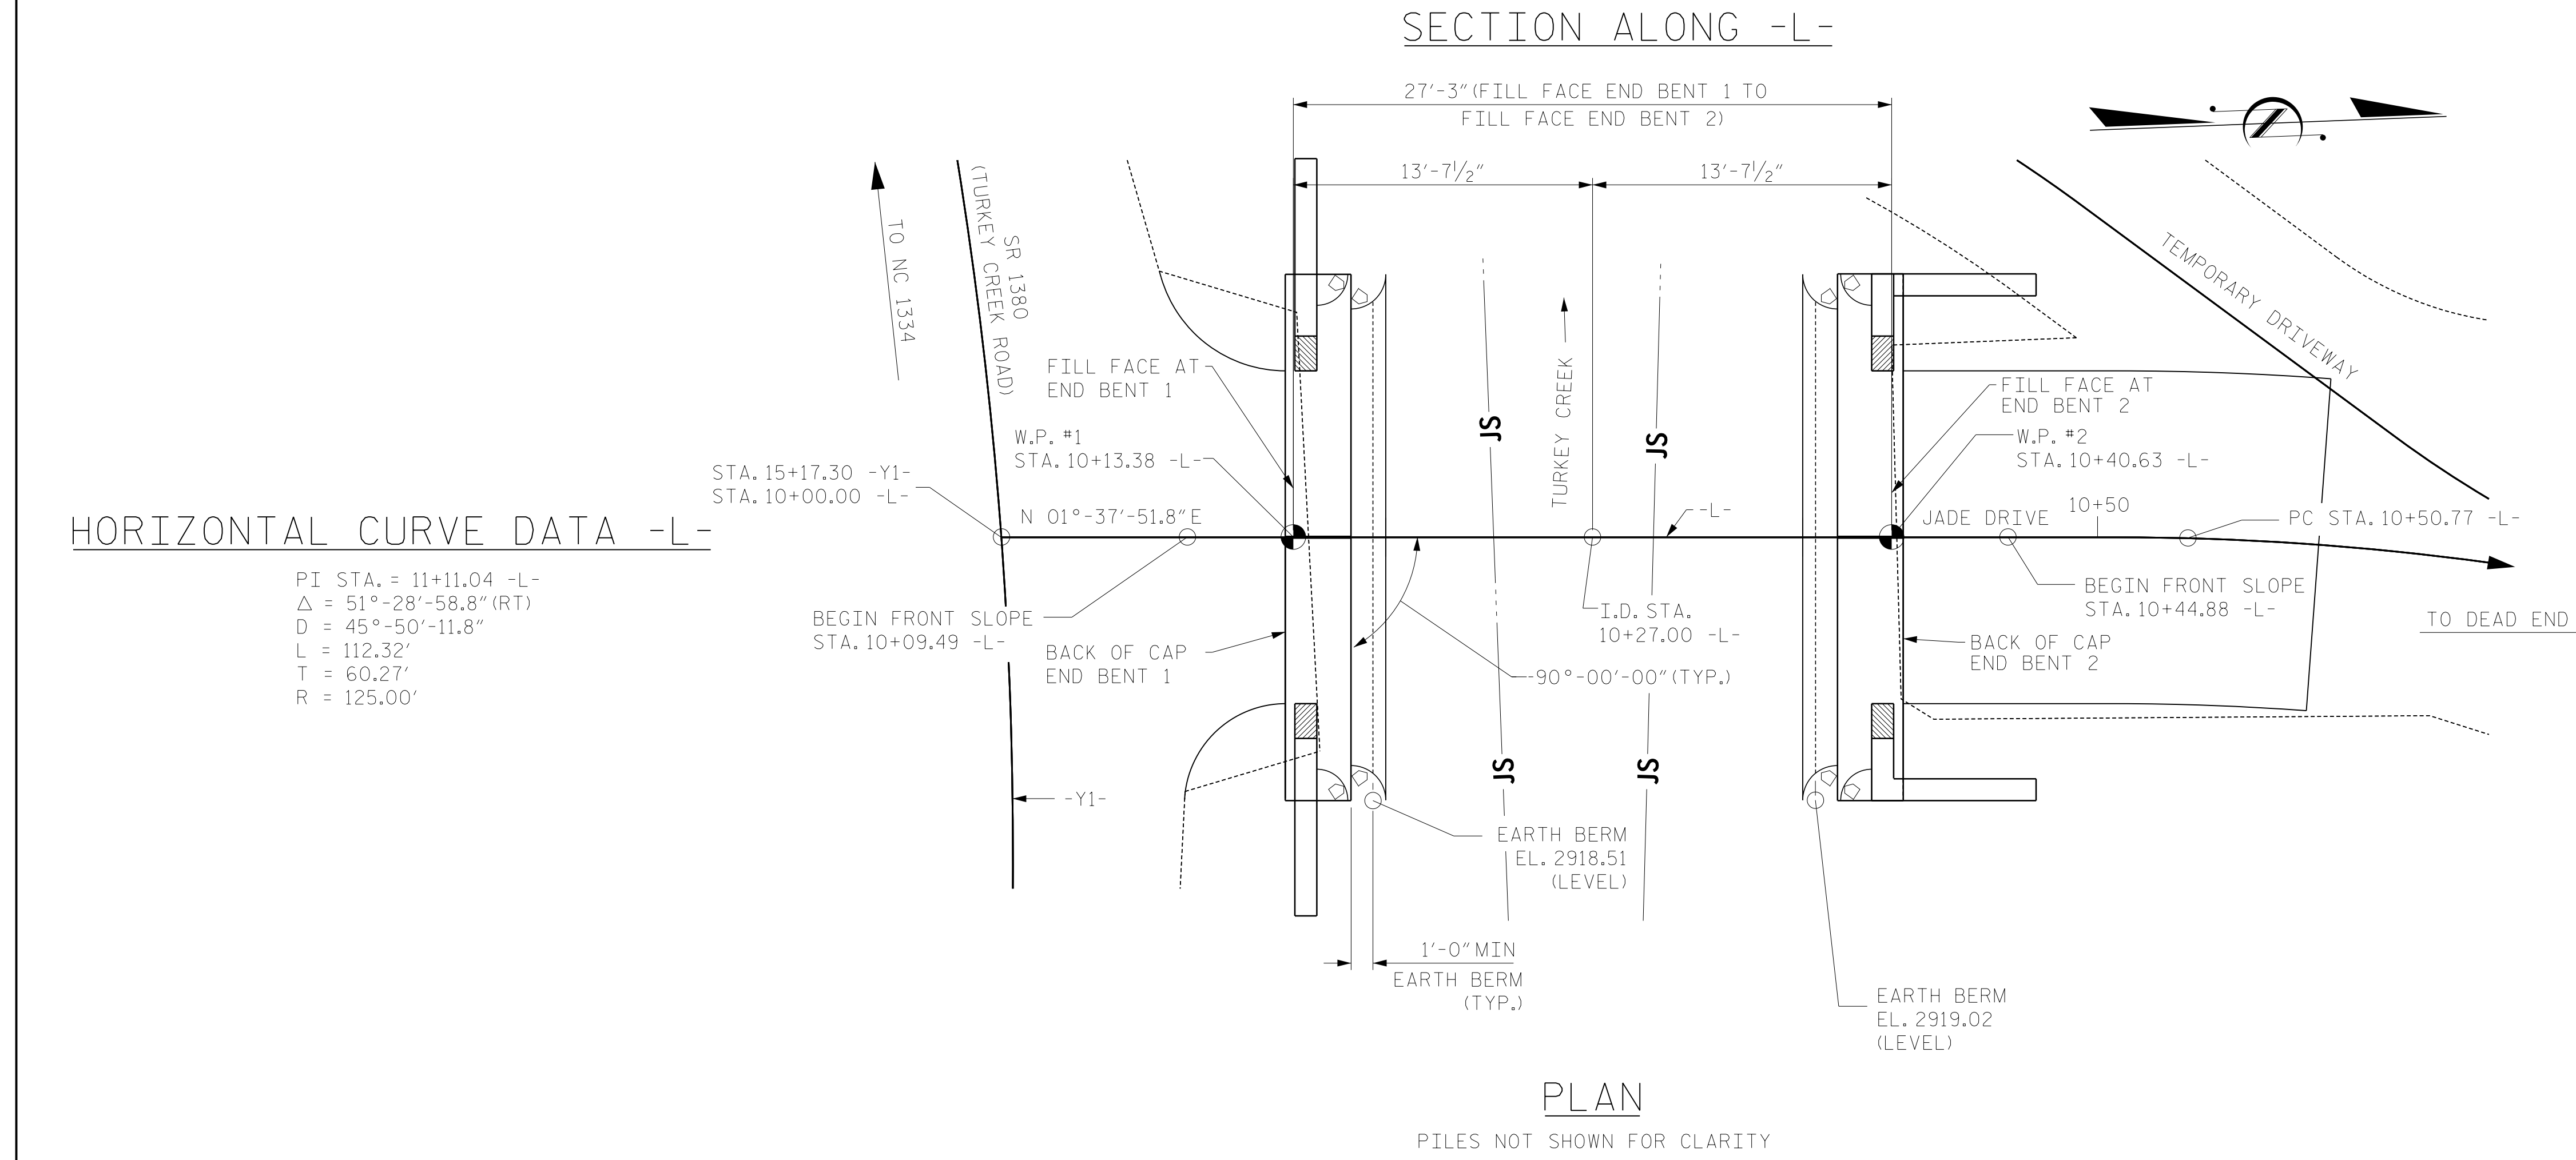 SECTION ALONG -L-
27'-3" (FILL FACE END BENT 1 TO
FILL FACE END BENT 2)
13'-7 1/2"
13'-7 1/2"
TO NC 1334
SR 1380
(TURKEY CREEK ROAD)
FILL FACE AT
END BENT 1
W.P. #1
STA. 10+13.38 -L-
STA. 15+17.30 -Y1-
STA. 10+00.00 -L-
N 01°-37'-51.8" E
BEGIN FRONT SLOPE
STA. 10+09.49 -L-
BACK OF CAP
END BENT 1
-Y1-
HORIZONTAL CURVE DATA -L-
PI STA. = 11+11.04 -L-
Δ = 51°-28'-58.8" (RT)
D = 45°-50'-11.8"
L = 112.32'
T = 60.27'
R = 125.00'
JS
JS
JS
JS
TURKEY CREEK
-L-
I.D. STA.
10+27.00 -L-
90°-00'-00" (TYP.)
EARTH BERM
EL. 2918.51
(LEVEL)
1'-0" MIN
EARTH BERM
(TYP.)
TEMPORARY DRIVEWAY
FILL FACE AT
END BENT 2
W.P. #2
STA. 10+40.63 -L-
JADE DRIVE
10+50
PC STA. 10+50.77 -L-
BEGIN FRONT SLOPE
STA. 10+44.88 -L-
TO DEAD END
BACK OF CAP
END BENT 2
EARTH BERM
EL. 2919.02
(LEVEL)
PLAN
PILES NOT SHOWN FOR CLARITY